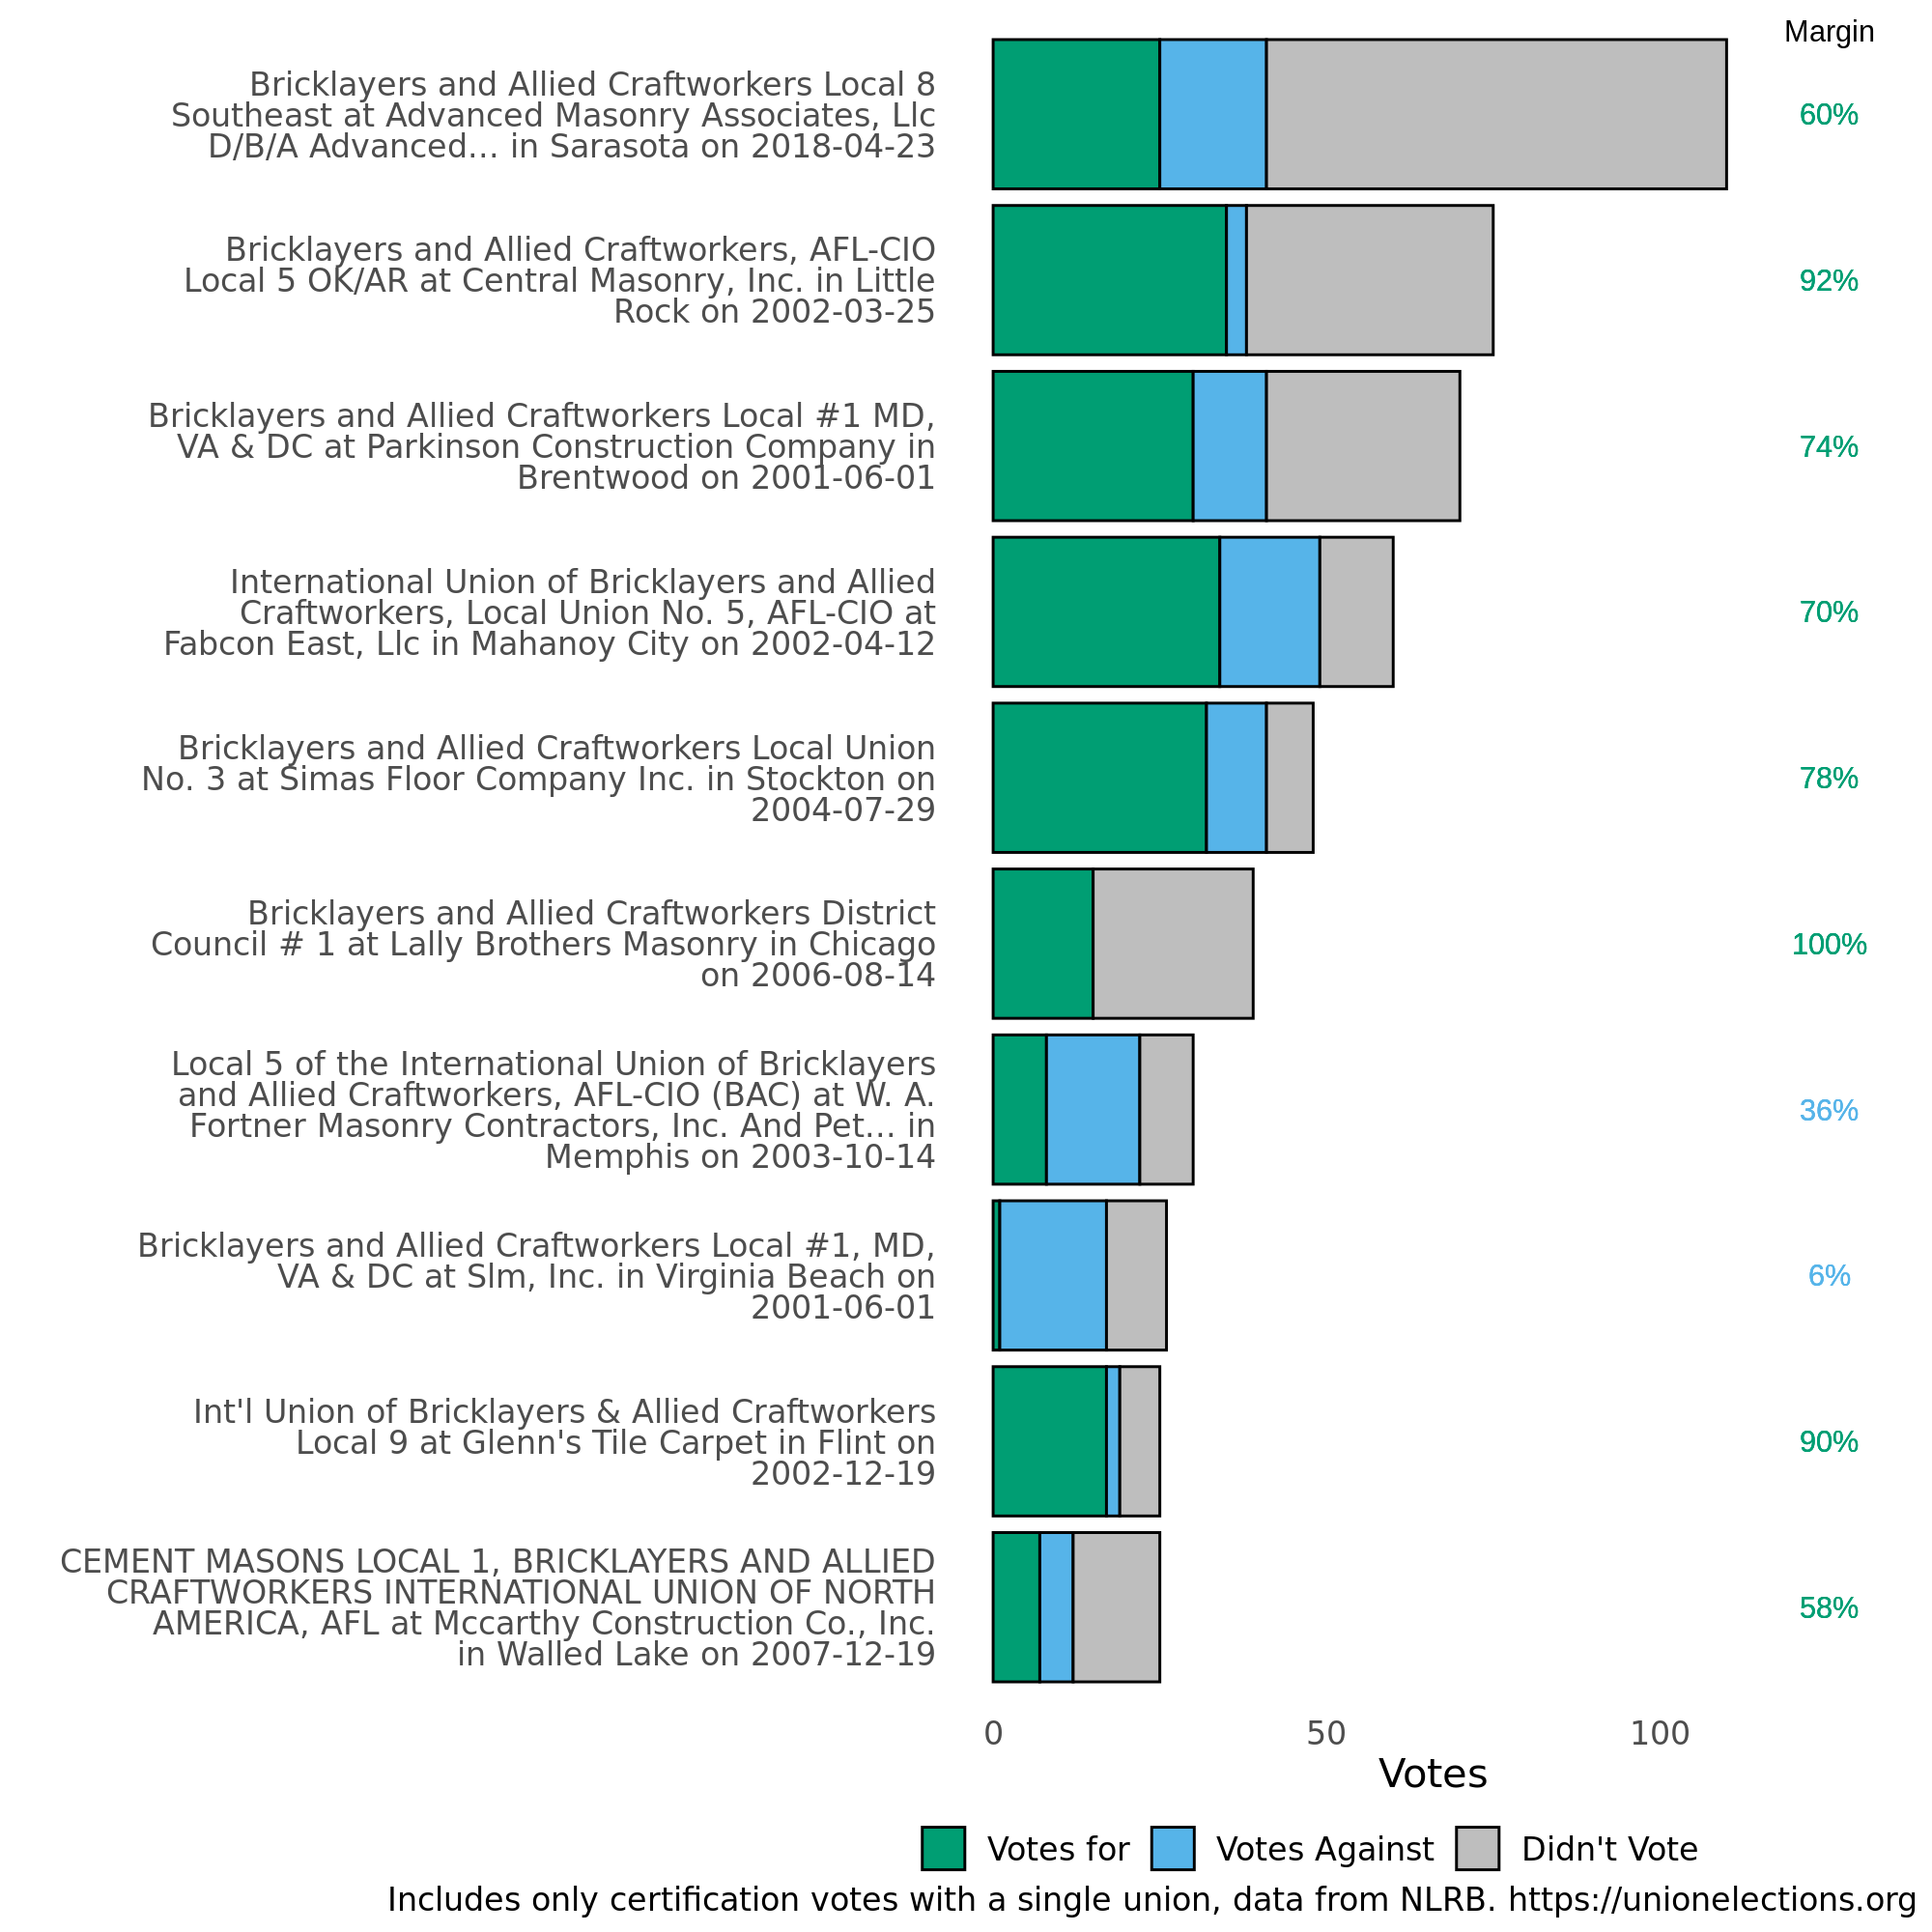 Margin
Bricklayers and Allied Craftworkers Local 8
Southeast at Advanced Masonry Associates, Llc
D/B/A Advanced... in Sarasota on 2018-04-23
60%
Bricklayers and Allied Craftworkers, AFL-CIO
Local 5 OK/AR at Central Masonry, Inc. in Little
Rock on 2002-03-25
92%
Bricklayers and Allied Craftworkers Local #1 MD,
VA & DC at Parkinson Construction Company in
Brentwood on 2001-06-01
74%
International Union of Bricklayers and Allied
Craftworkers, Local Union No. 5, AFL-CIO at
Fabcon East, Llc in Mahanoy City on 2002-04-12
70%
Bricklayers and Allied Craftworkers Local Union
No. 3 at Simas Floor Company Inc. in Stockton on
2004-07-29
78%
Bricklayers and Allied Craftworkers District
Council # 1 at Lally Brothers Masonry in Chicago
on 2006-08-14
100%
Local 5 of the International Union of Bricklayers
and Allied Craftworkers, AFL-CIO (BAC) at W. A.
Fortner Masonry Contractors, Inc. And Pet... in
Memphis on 2003-10-14
36%
Bricklayers and Allied Craftworkers Local #1, MD,
VA & DC at Slm, Inc. in Virginia Beach on
2001-06-01
6%
Int'l Union of Bricklayers & Allied Craftworkers
Local 9 at Glenn's Tile Carpet in Flint on
2002-12-19
90%
CEMENT MASONS LOCAL 1, BRICKLAYERS AND ALLIED
CRAFTWORKERS INTERNATIONAL UNION OF NORTH
AMERICA, AFL at Mccarthy Construction Co., Inc.
in Walled Lake on 2007-12-19
58%
0 50 100
Votes
Votes for Votes Against Didn't Vote
Includes only certification votes with a single union, data from NLRB. https://unionelections.org